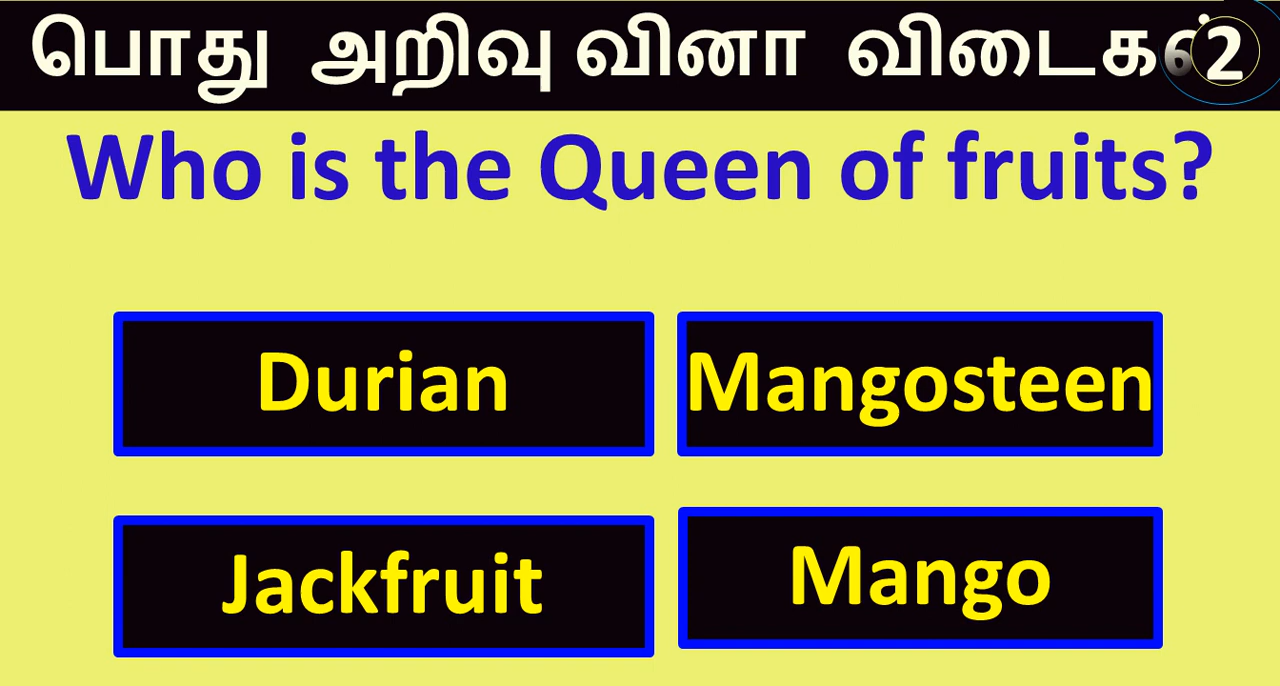 பொது அறிவு வினா விடைகள் 2
Who is the Queen of fruits?
Durian
Mangosteen
Jackfruit
Mango